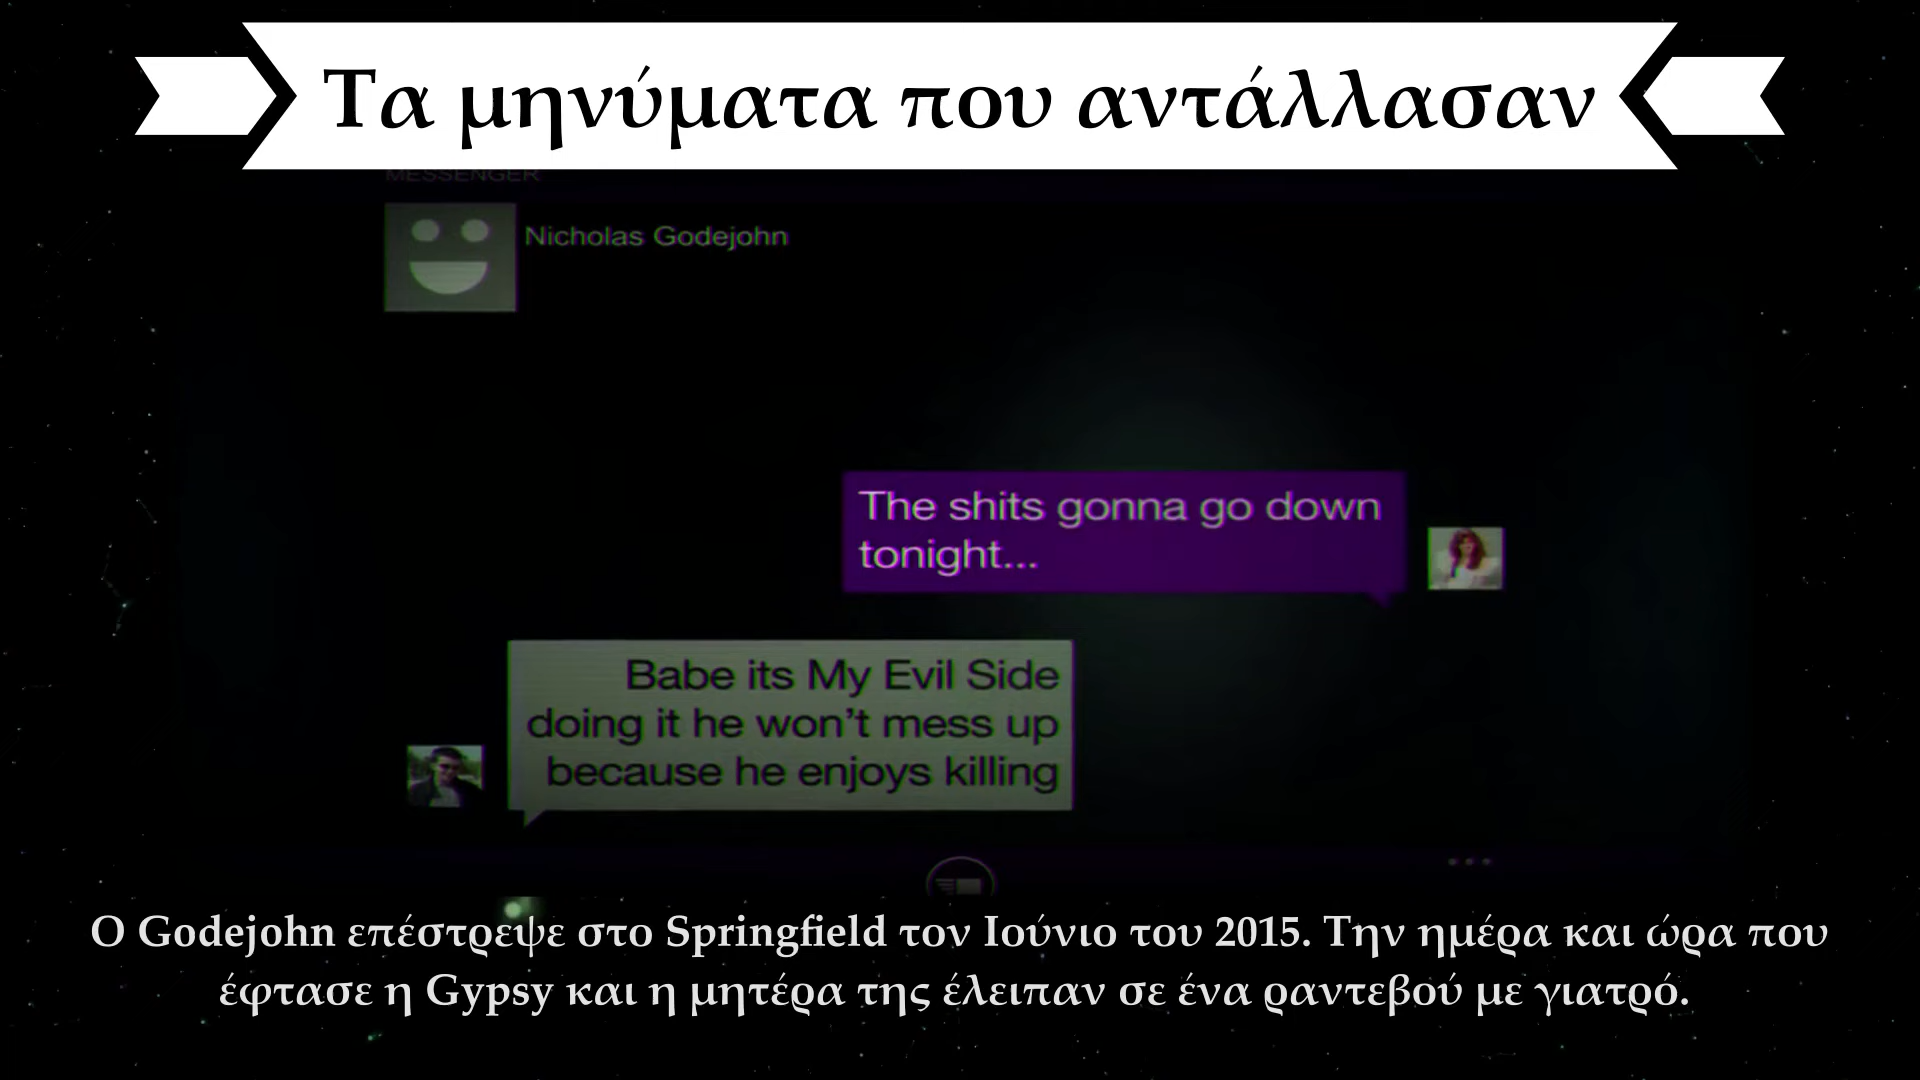 Τα μηνύματα που αντάλλασαν
MESSENGER
Nicholas Godejohn
The shits gonna go down
tonight...
Babe its My Evil Side
doing it he won't mess up
because he enjoys killing
Ο Godejohn επέστρεψε στο Springfield τον Ιούνιο του 2015. Την ημέρα και ώρα που
έφτασε η Gypsy και η μητέρα της έλειπαν σε ένα ραντεβού με γιατρό.